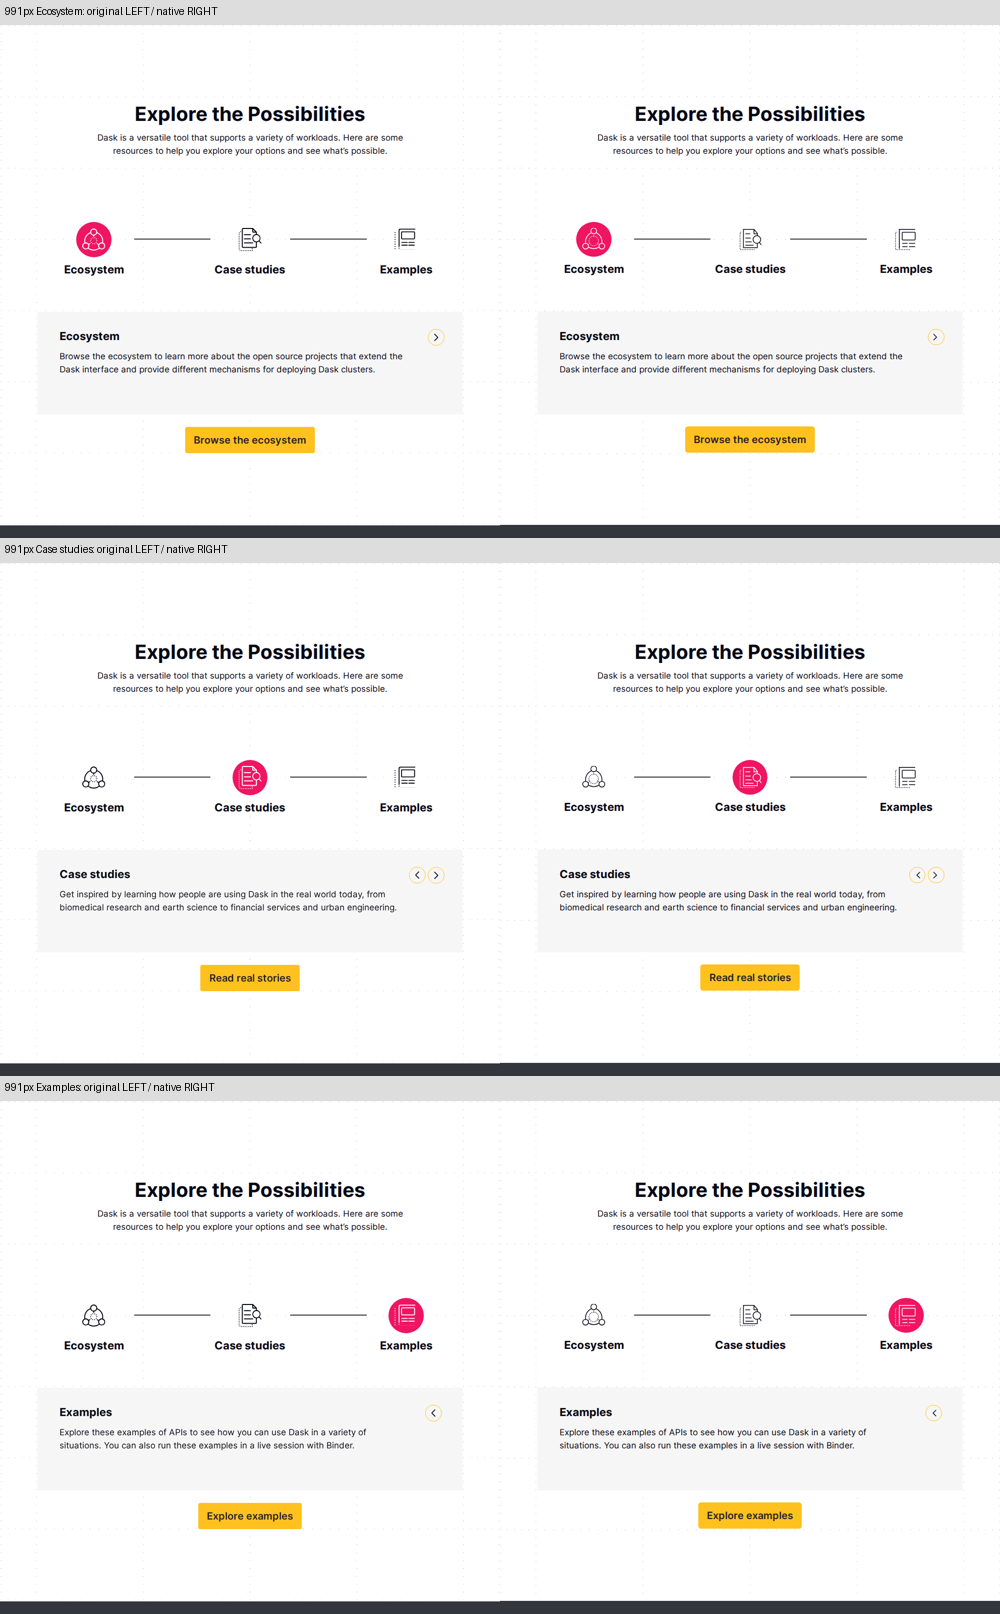 991px Ecosystem: original LEFT / native RIGHT
Explore the Possibilities
Dask is a versatile tool that supports a variety of workloads. Here are some
resources to help you explore your options and see what's possible.
Ecosystem
Case studies
Examples
Ecosystem
Browse the ecosystem to learn more about the open source projects that extend the
Dask interface and provide different mechanisms for deploying Dask clusters.
Browse the ecosystem
Explore the Possibilities
Dask is a versatile tool that supports a variety of workloads. Here are some
resources to help you explore your options and see what's possible.
Ecosystem
Case studies
Examples
Ecosystem
Browse the ecosystem to learn more about the open source projects that extend the
Dask interface and provide different mechanisms for deploying Dask clusters.
Browse the ecosystem
991px Case studies: original LEFT / native RIGHT
Explore the Possibilities
Dask is a versatile tool that supports a variety of workloads. Here are some
resources to help you explore your options and see what's possible.
Ecosystem
Case studies
Examples
Case studies
Get inspired by learning how people are using Dask in the real world today, from
biomedical research and earth science to financial services and urban engineering.
Read real stories
Explore the Possibilities
Dask is a versatile tool that supports a variety of workloads. Here are some
resources to help you explore your options and see what's possible.
Ecosystem
Case studies
Examples
Case studies
Get inspired by learning how people are using Dask in the real world today, from
biomedical research and earth science to financial services and urban engineering.
Read real stories
991px Examples: original LEFT / native RIGHT
Explore the Possibilities
Dask is a versatile tool that supports a variety of workloads. Here are some
resources to help you explore your options and see what's possible.
Ecosystem
Case studies
Examples
Examples
Explore these examples of APIs to see how you can use Dask in a variety of
situations. You can also run these examples in a live session with Binder.
Explore examples
Explore the Possibilities
Dask is a versatile tool that supports a variety of workloads. Here are some
resources to help you explore your options and see what's possible.
Ecosystem
Case studies
Examples
Examples
Explore these examples of APIs to see how you can use Dask in a variety of
situations. You can also run these examples in a live session with Binder.
Explore examples